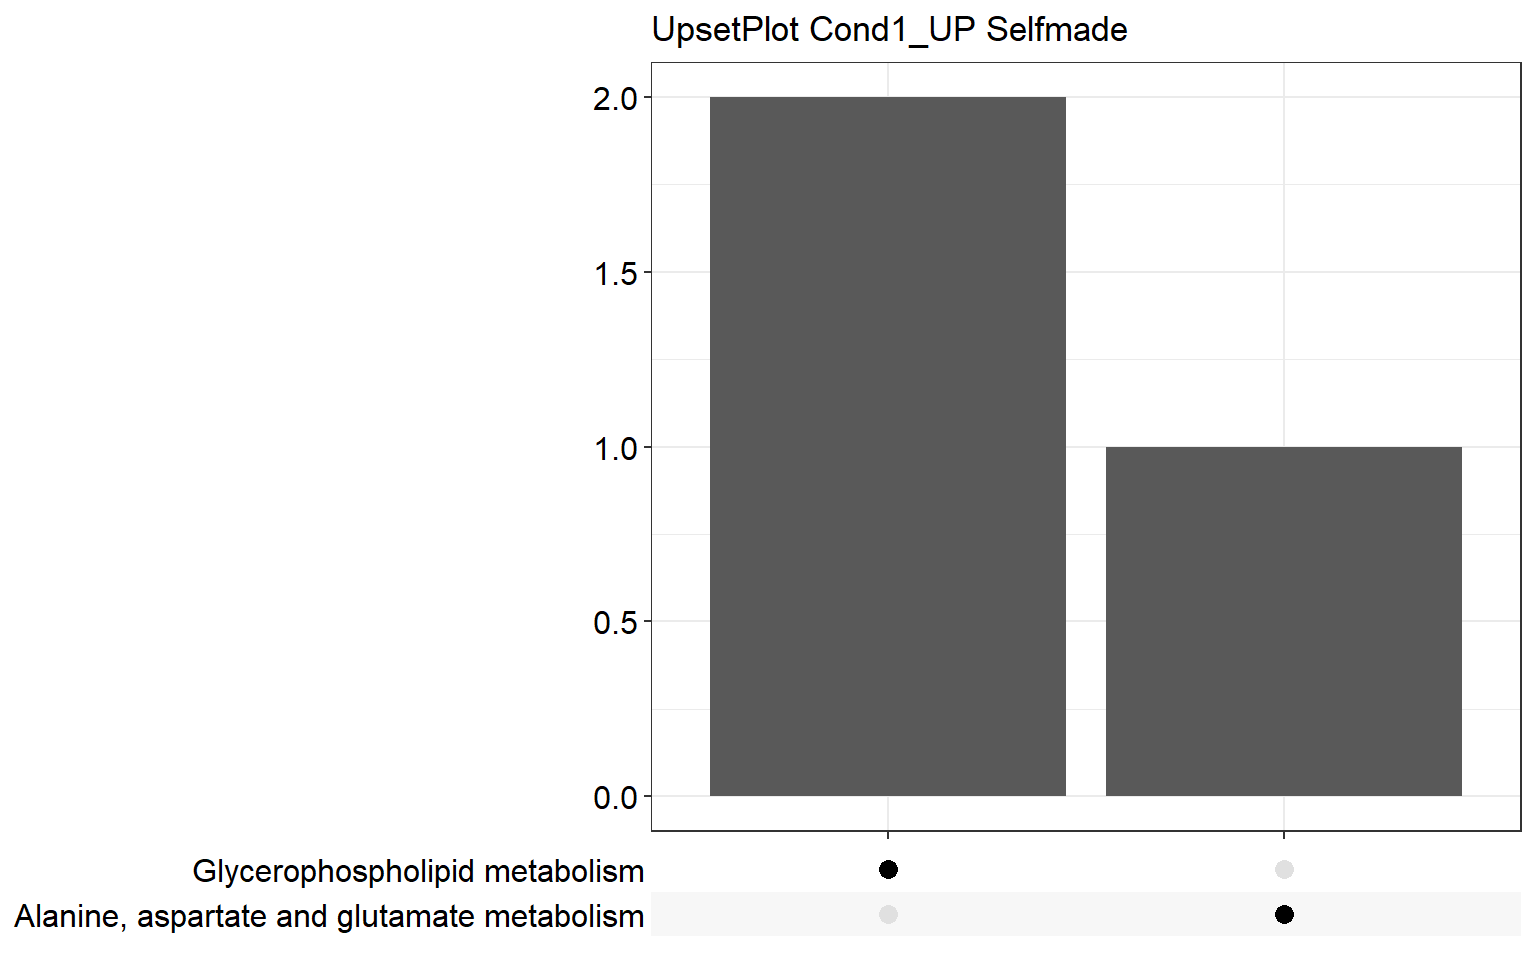 UpsetPlot Cond1_UP Selfmade
2.0
1.5
1.0
0.5
0.0
Glycerophospholipid metabolism
Alanine, aspartate and glutamate metabolism